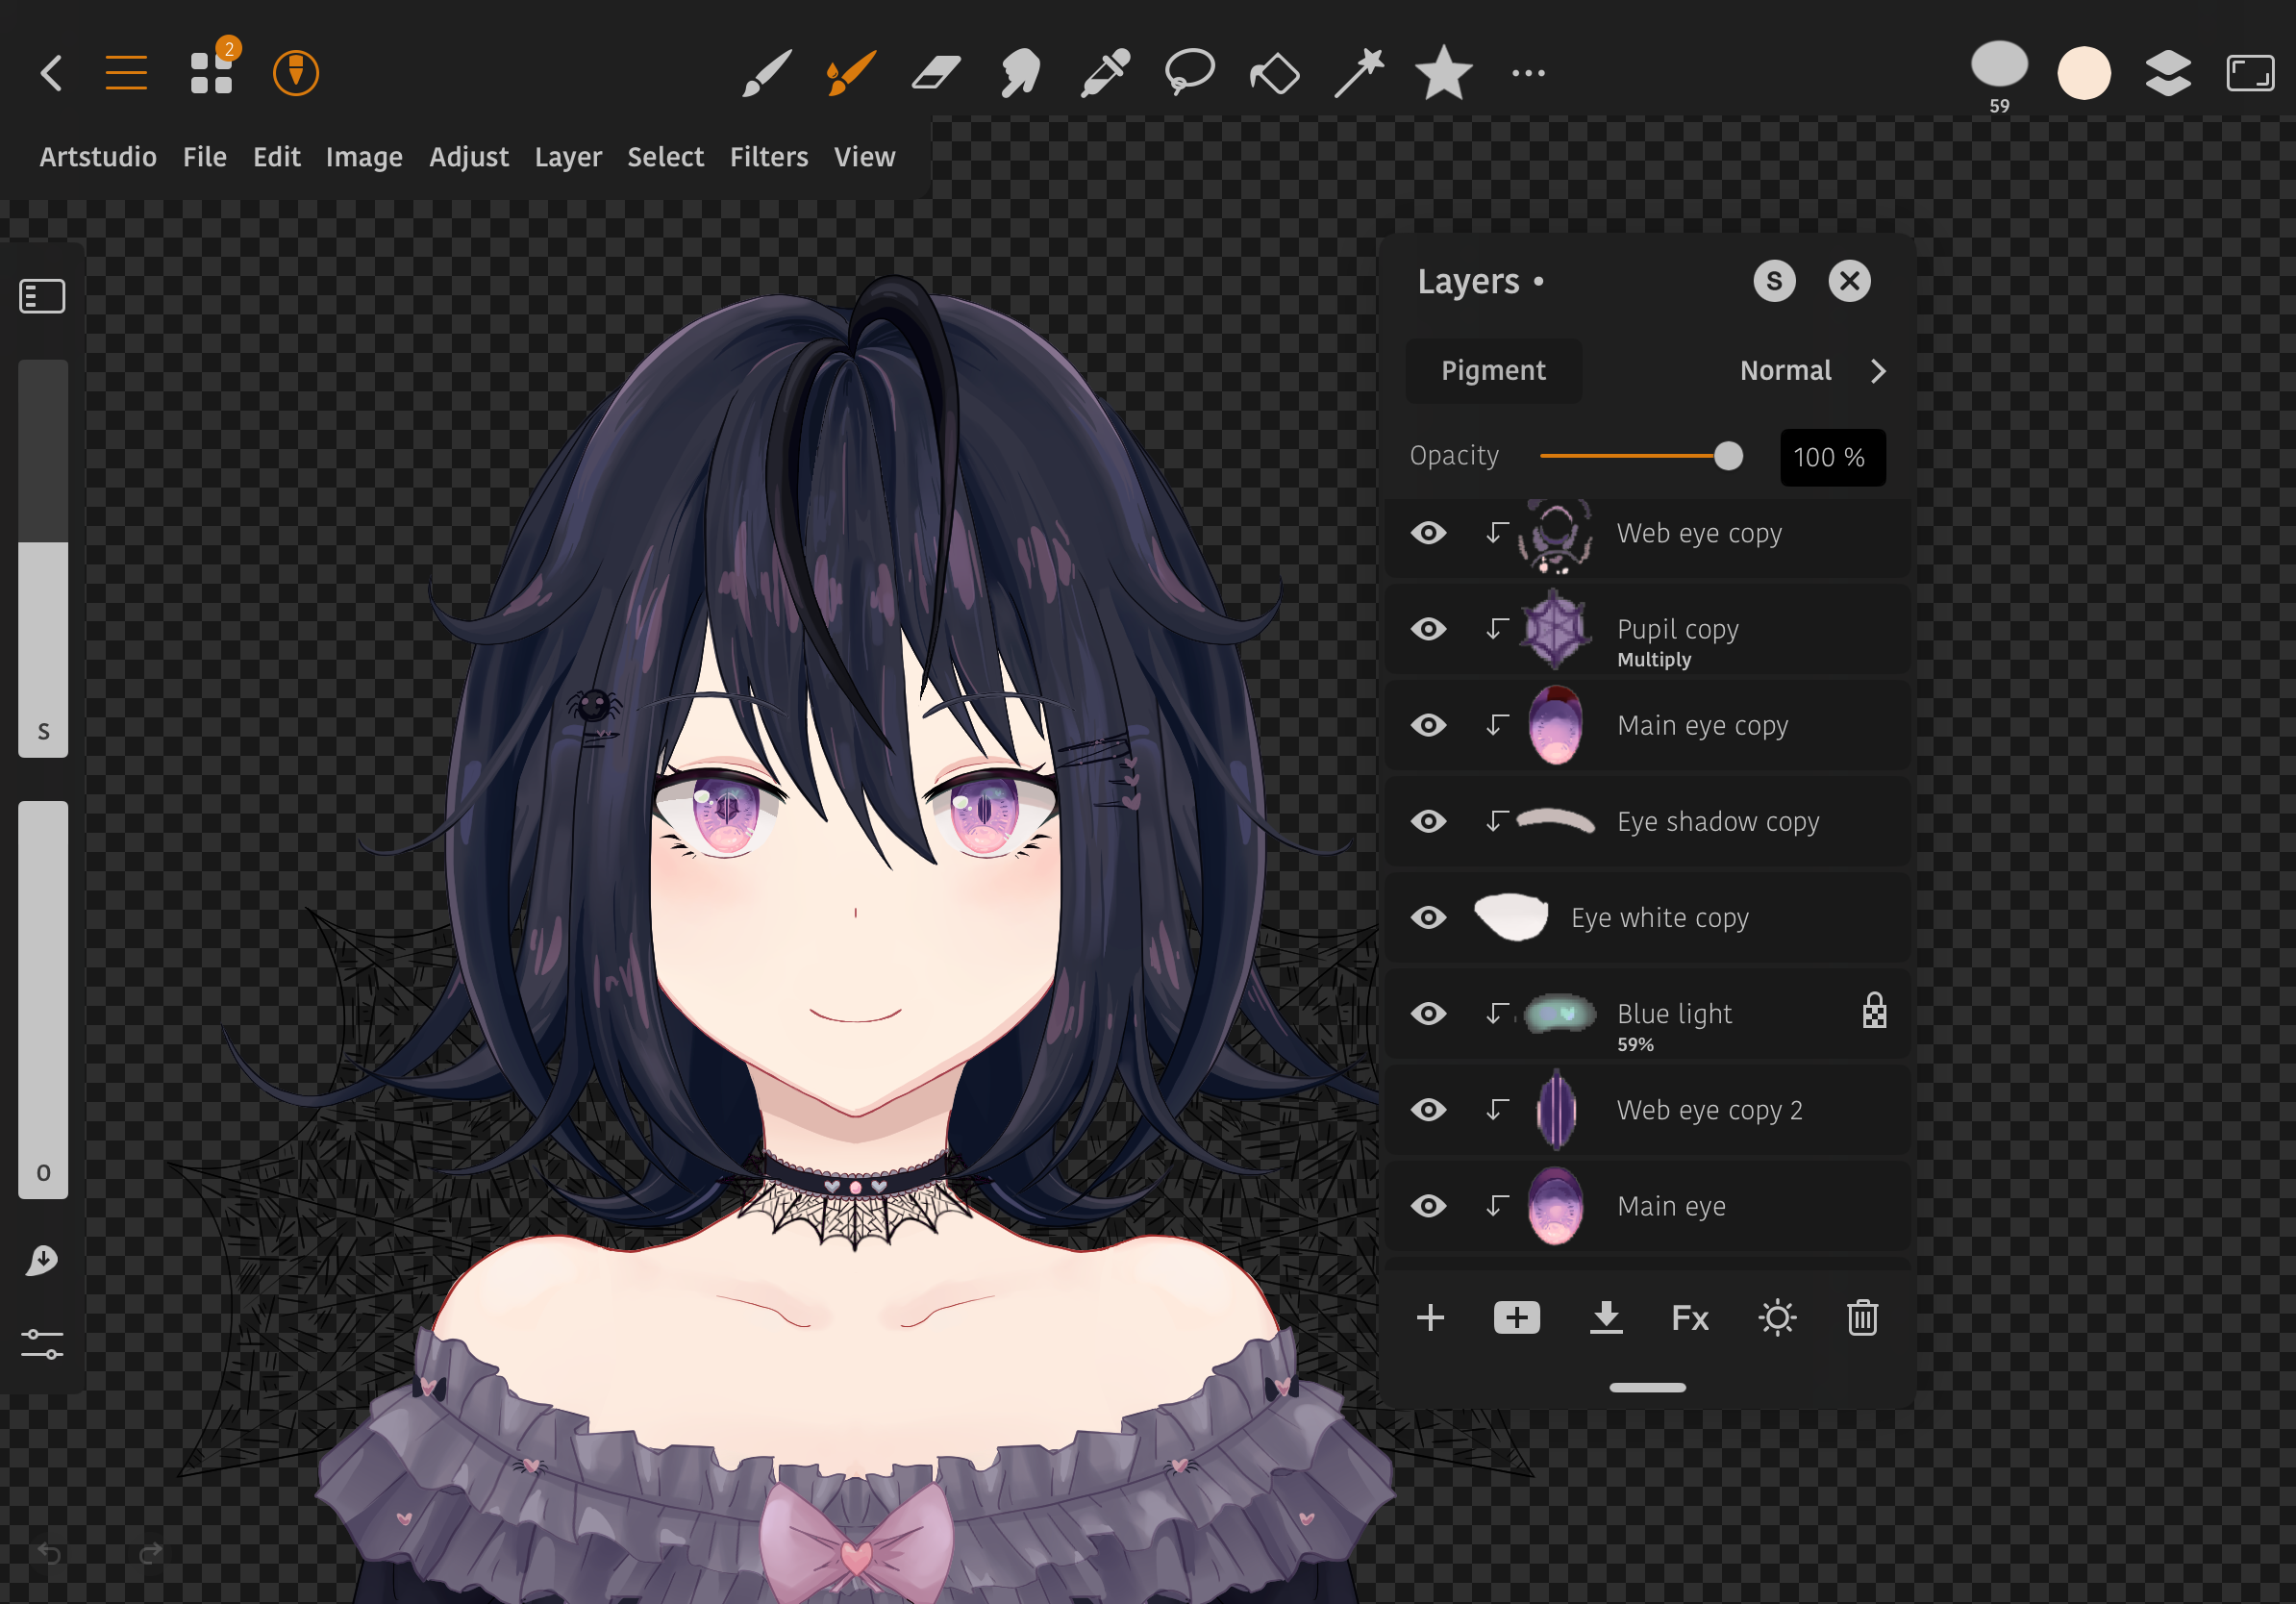 2
59
Artstudio File Edit Image Adjust Layer Select Filters View
Layers •
S
Pigment
Normal
Opacity
100 %
Web eye copy
Pupil copy
Multiply
Main eye copy
Eye shadow copy
Eye white copy
Blue light
59%
Web eye copy 2
Main eye
Fx
S
O